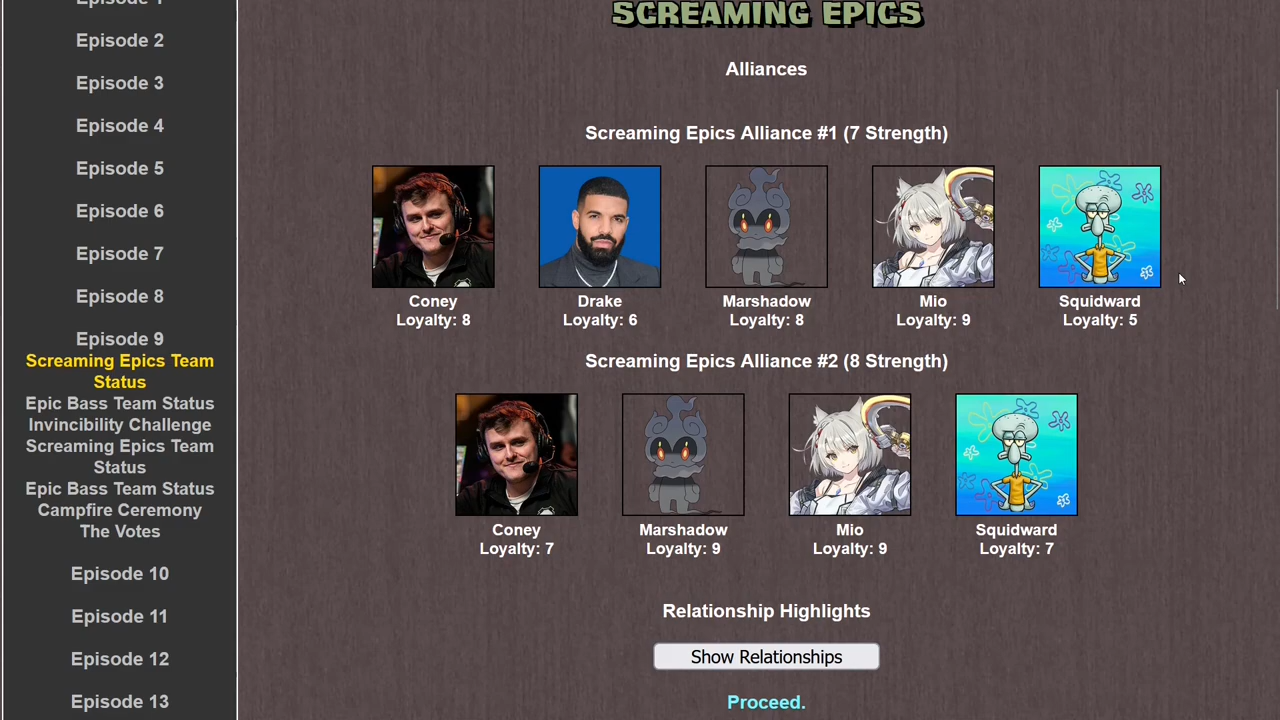 Episode 1
Episode 2
Episode 3
Episode 4
Episode 5
Episode 6
Episode 7
Episode 8
Episode 9
Screaming Epics Team
Status
Epic Bass Team Status
Invincibility Challenge
Screaming Epics Team
Status
Epic Bass Team Status
Campfire Ceremony
The Votes
Episode 10
Episode 11
Episode 12
Episode 13
SCREAMING EPICS
Alliances
Screaming Epics Alliance #1 (7 Strength)
Coney Drake Marshadow Mio Squidward
Loyalty: 8 Loyalty: 6 Loyalty: 8 Loyalty: 9 Loyalty: 5
Screaming Epics Alliance #2 (8 Strength)
Coney Marshadow Mio Squidward
Loyalty: 7 Loyalty: 9 Loyalty: 9 Loyalty: 7
Relationship Highlights
Show Relationships
Proceed.